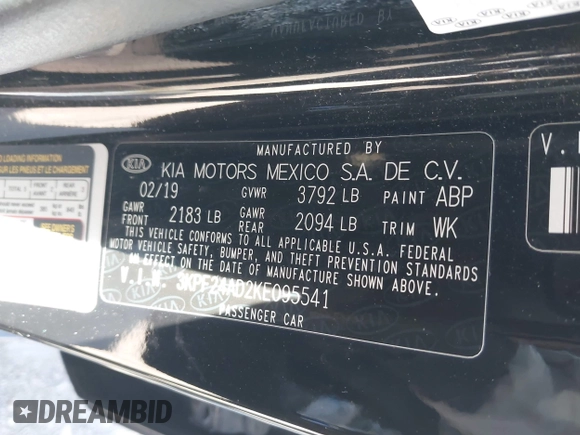 MANUFACTURED BY
KIA KIA MOTORS MEXICO S.A. DE C.V.
02/19 GVWR 3792 LB PAINT ABP
GAWR FRONT 2183 LB GAWR REAR 2094 LB TRIM WK
THIS VEHICLE CONFORMS TO ALL APPLICABLE U.S.A. FEDERAL
MOTOR VEHICLE SAFETY, BUMPER, AND THEFT PREVENTION STANDARDS
IN EFFECT ON THE DATE OF MANUFACTURE SHOWN ABOVE.
V.I.N. 3KPF24AD2KE095541
PASSENGER CAR
V.
DREAMBID